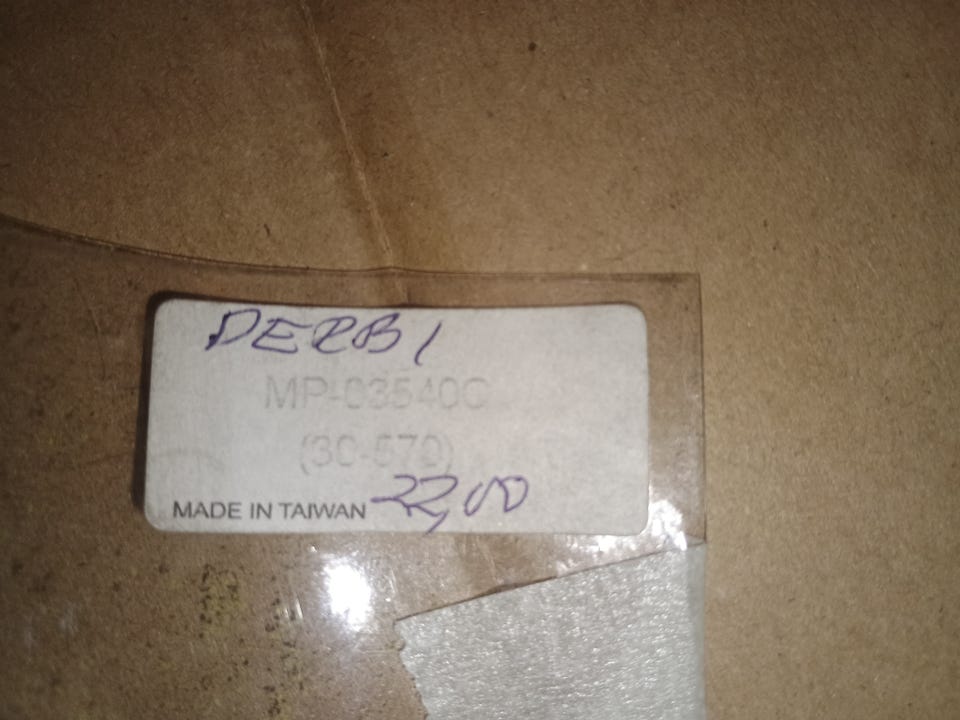 DERBI
MP-03540C
(30-570)
MADE IN TAIWAN 22,00